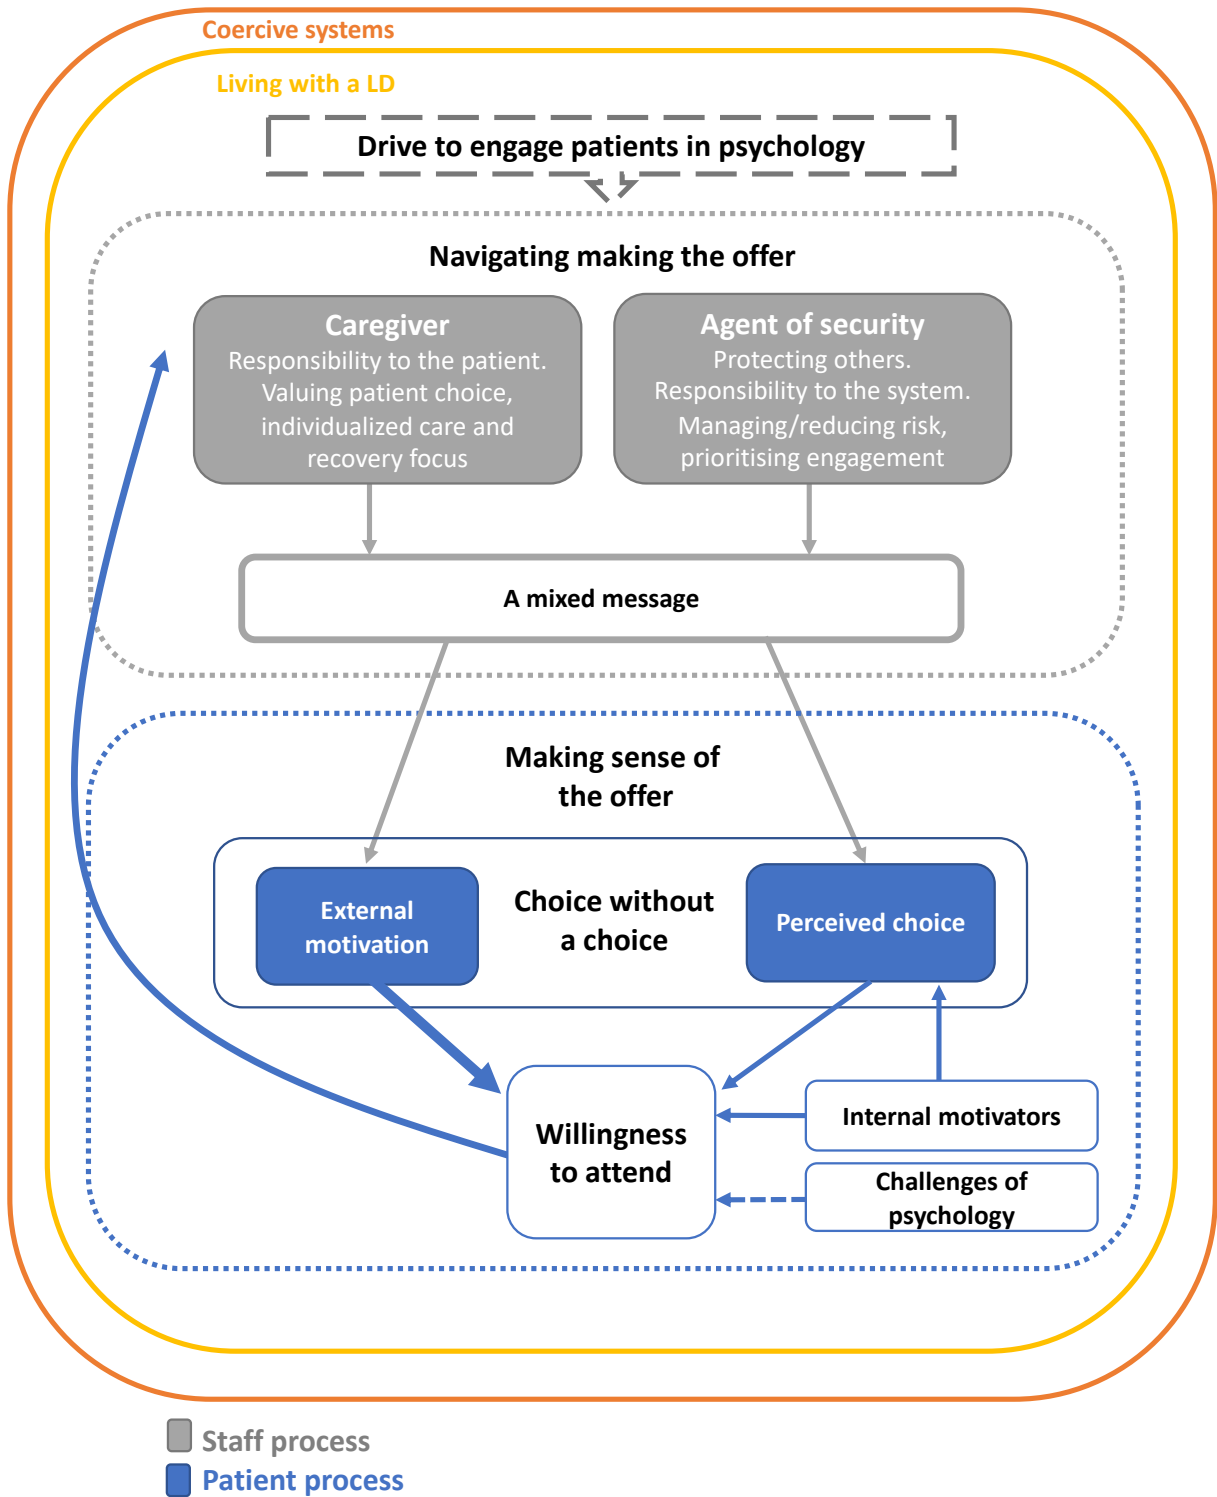 Coercive systems
Living with a LD
Drive to engage patients in psychology
Navigating making the offer
Caregiver
Responsibility to the patient.
Valuing patient choice,
individualized care and
recovery focus
Agent of security
Protecting others.
Responsibility to the system.
Managing/reducing risk,
prioritising engagement
A mixed message
Making sense of
the offer
External
motivation
Choice without
a choice
Perceived choice
Willingness
to attend
Internal motivators
Challenges of
psychology
Staff process
Patient process